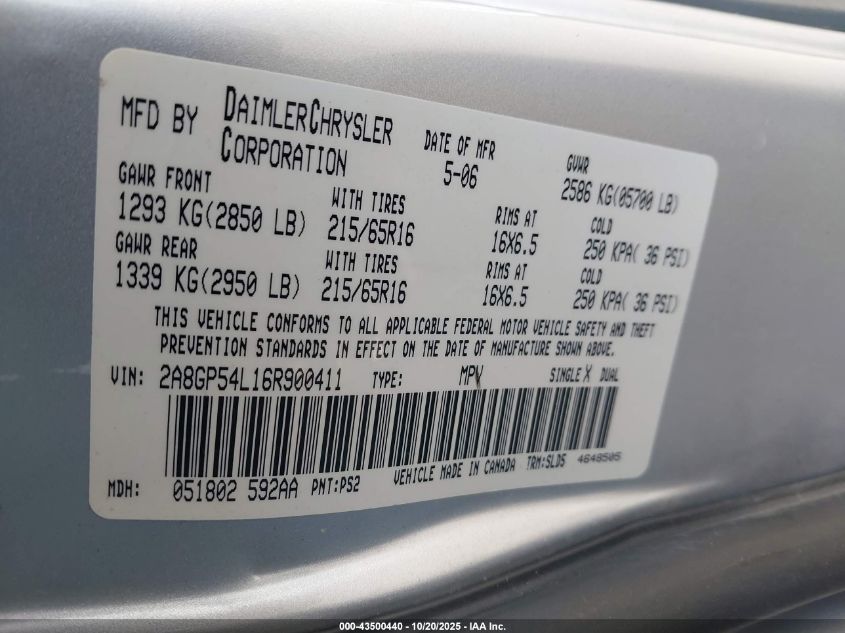 MFD BY DAIMLERCHRYSLER CORPORATION DATE OF MFR 5-06 GVWR 2586 KG(05700 LB)
GAWR FRONT WITH TIRES RIMS AT COLD
1293 KG(2850 LB) 215/65R16 16X6.5 250 KPA( 36 PSI)
GAWR REAR WITH TIRES RIMS AT COLD
1339 KG(2950 LB) 215/65R16 16X6.5 250 KPA( 36 PSI)
THIS VEHICLE CONFORMS TO ALL APPLICABLE FEDERAL MOTOR VEHICLE SAFETY AND THEFT
PREVENTION STANDARDS IN EFFECT ON THE DATE OF MANUFACTURE SHOWN ABOVE.
VIN: 2A8GP54L16R900411 TYPE: MPV SINGLE X DUAL
MDH: 051802 592AA PNT:PS2 VEHICLE MADE IN CANADA TRM:SLD5 4648505
000-43500440 - 10/20/2025 - IAA Inc.